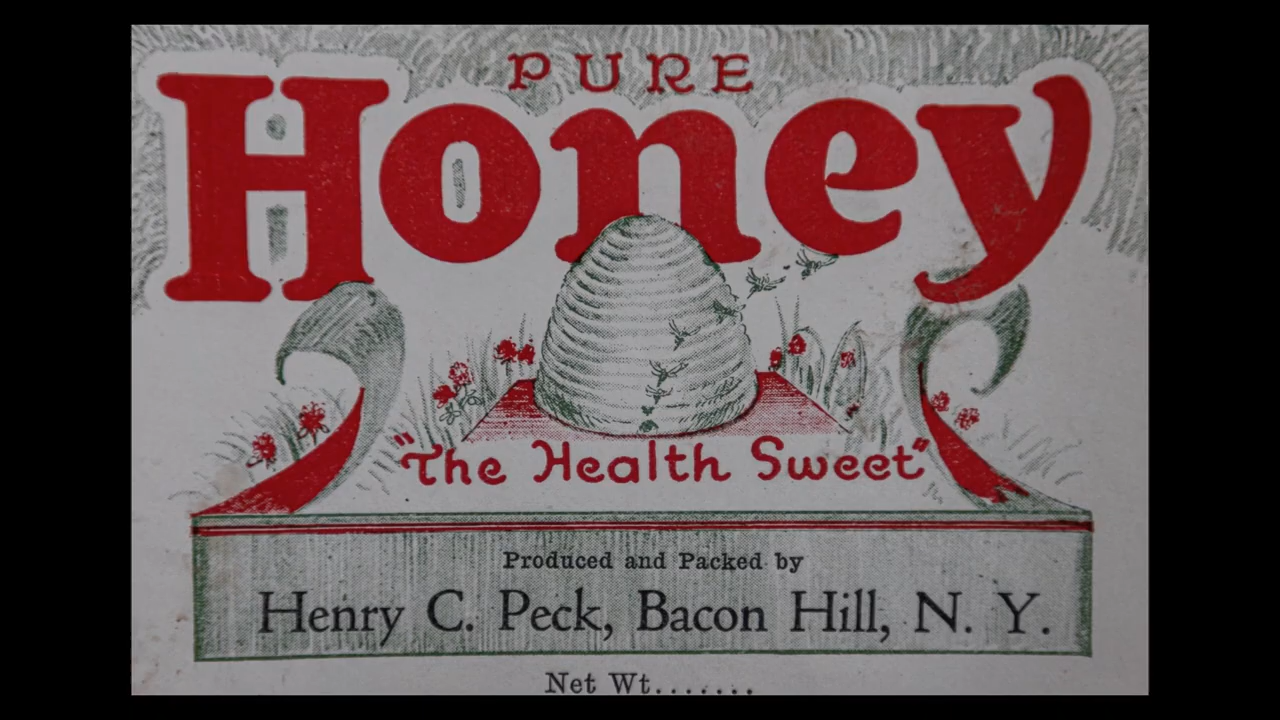 PURE
Honey
"The Health Sweet"
Produced and Packed by
Henry C. Peck, Bacon Hill, N. Y.
Net Wt.......